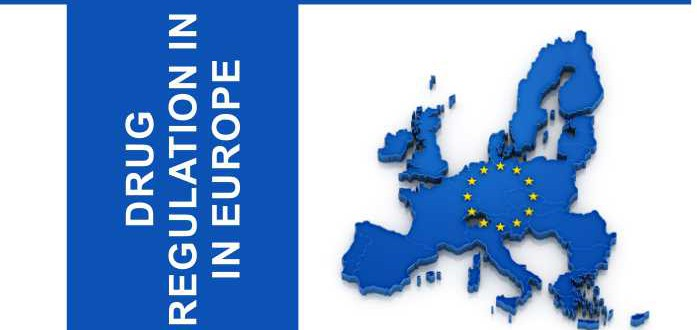 DRUG
REGULATION IN
IN EUROPE